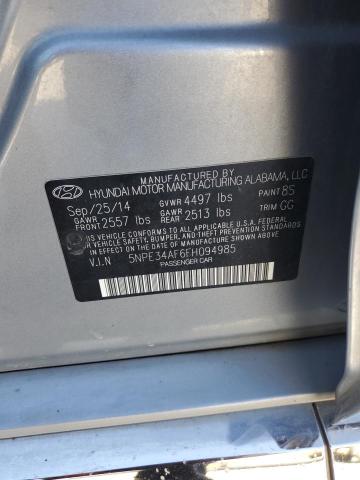 MANUFACTURED BY
HYUNDAI MOTOR MANUFACTURING ALABAMA, LLC
Sep/25/14 GVWR 4497 lbs PAINT 85
GAWR FRONT 2557 lbs GAWR REAR 2513 lbs TRIM GG
THIS VEHICLE CONFORMS TO ALL APPLICABLE U.S.A. FEDERAL
MOTOR VEHICLE SAFETY, BUMPER, AND THEFT PREVENTION STANDARDS
IN EFFECT ON THE DATE OF MANUFACTURE SHOWN ABOVE.
V.I.N 5NPE34AF6FH094985
PASSENGER CAR